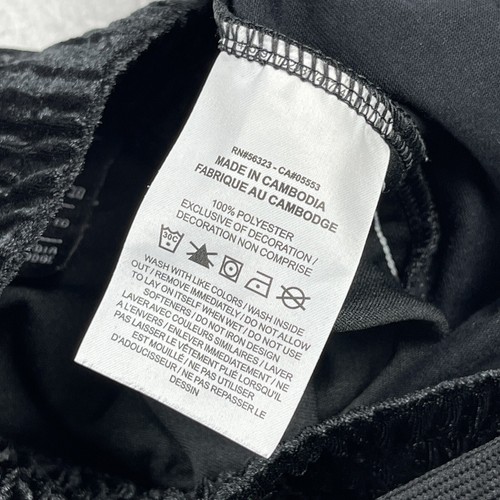 RN#56323 - CA#05553
MADE IN CAMBODIA
FABRIQUE AU CAMBODGE
100% POLYESTER
EXCLUSIVE OF DECORATION /
DECORATION NON COMPRISE
30C
WASH WITH LIKE COLORS / WASH INSIDE
OUT / REMOVE IMMEDIATELY / DO NOT ALLOW
TO LAY ON ITSELF WHEN WET / DO NOT USE
SOFTENERS / DO NOT IRON DESIGN
LAVER AVEC COULEURS SIMILAIRES / LAVER
A L'ENVERS / ENLEVER IMMÉDIATEMENT / NE
PAS LAISSER LE VÊTEMENT PLIÉ LORSQU'IL
EST MOUILLÉ / NE PAS UTILISER
D'ADOUCISSEUR / NE PAS REPASSER LE
DESSIN